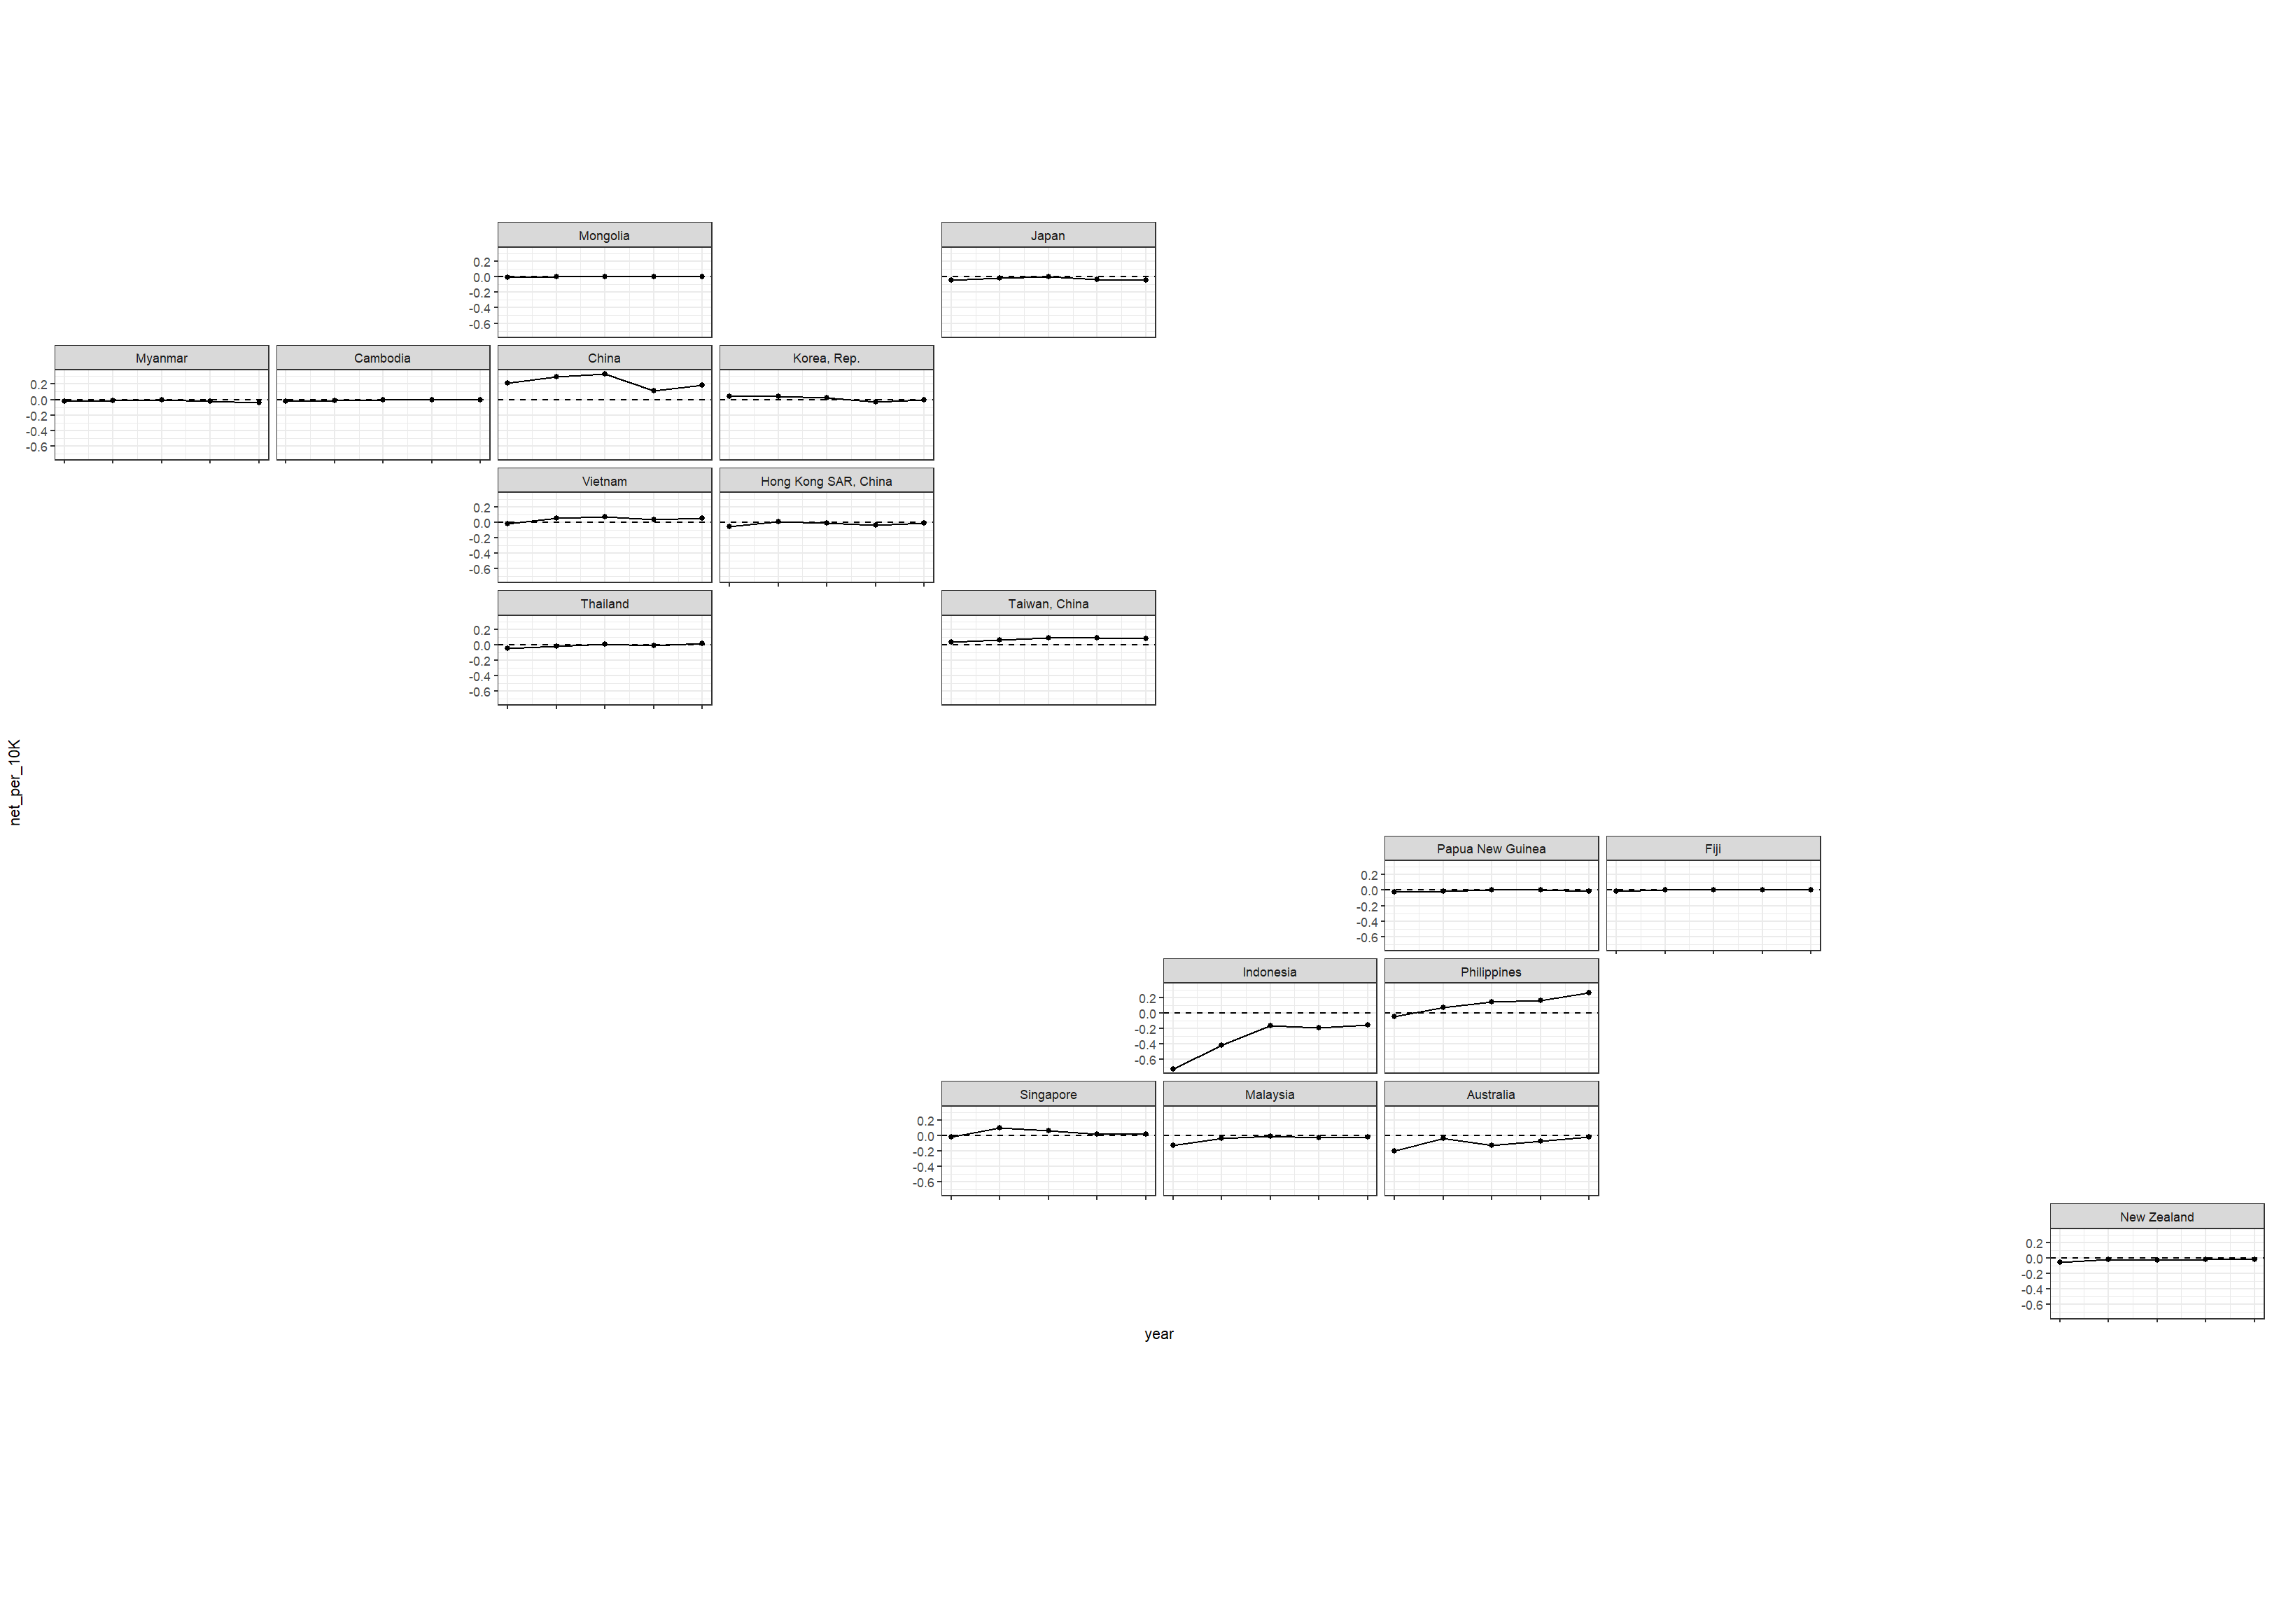 Mongolia
Japan
0.2
0.0
-0.2
-0.4
-0.6
Myanmar
Cambodia
China
Korea, Rep.
0.2
0.0
-0.2
-0.4
-0.6
Vietnam
Hong Kong SAR, China
0.2
0.0
-0.2
-0.4
-0.6
Thailand
Taiwan, China
0.2
0.0
-0.2
-0.4
-0.6
net_per_10K
Papua New Guinea
Fiji
0.2
0.0
-0.2
-0.4
-0.6
Indonesia
Philippines
0.2
0.0
-0.2
-0.4
-0.6
Singapore
Malaysia
Australia
0.2
0.0
-0.2
-0.4
-0.6
New Zealand
0.2
0.0
-0.2
-0.4
-0.6
year